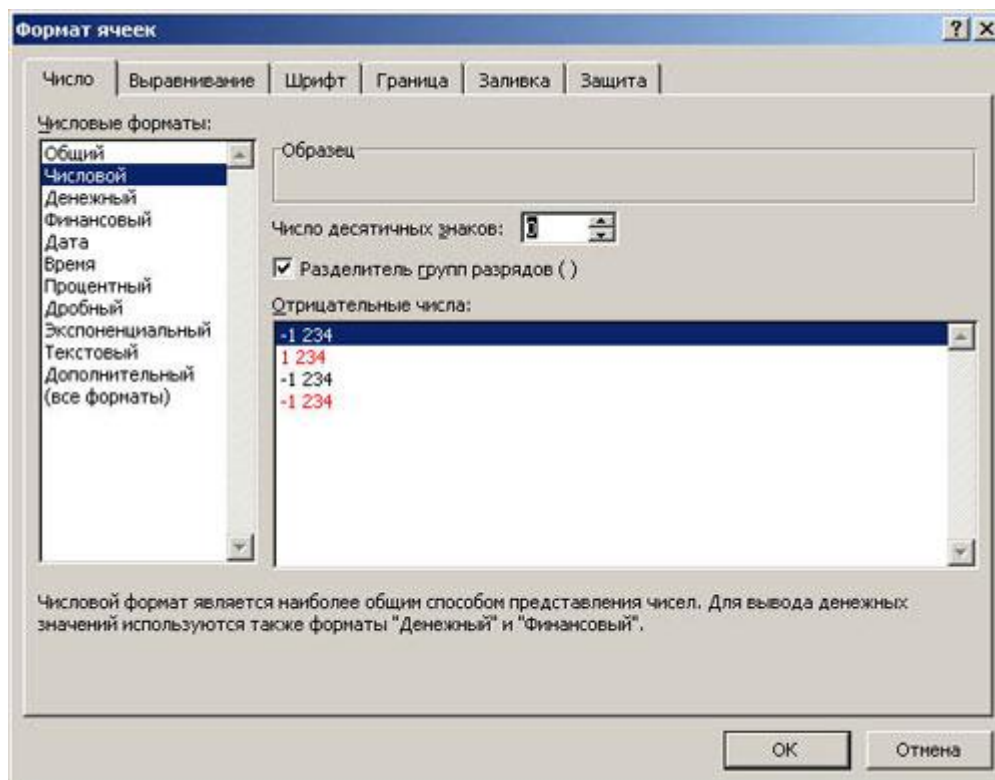 Формат ячеек
Число Выравнивание Шрифт Граница Заливка Защита
Числовые форматы:
Общий
Числовой
Денежный
Финансовый
Дата
Время
Процентный
Дробный
Экспоненциальный
Текстовый
Дополнительный
(все форматы)
Образец
Число десятичных знаков: 0
Разделитель групп разрядов ( )
Отрицательные числа:
-1 234
1 234
-1 234
-1 234
Числовой формат является наиболее общим способом представления чисел. Для вывода денежных
значений используются также форматы "Денежный" и "Финансовый".
ОК Отмена